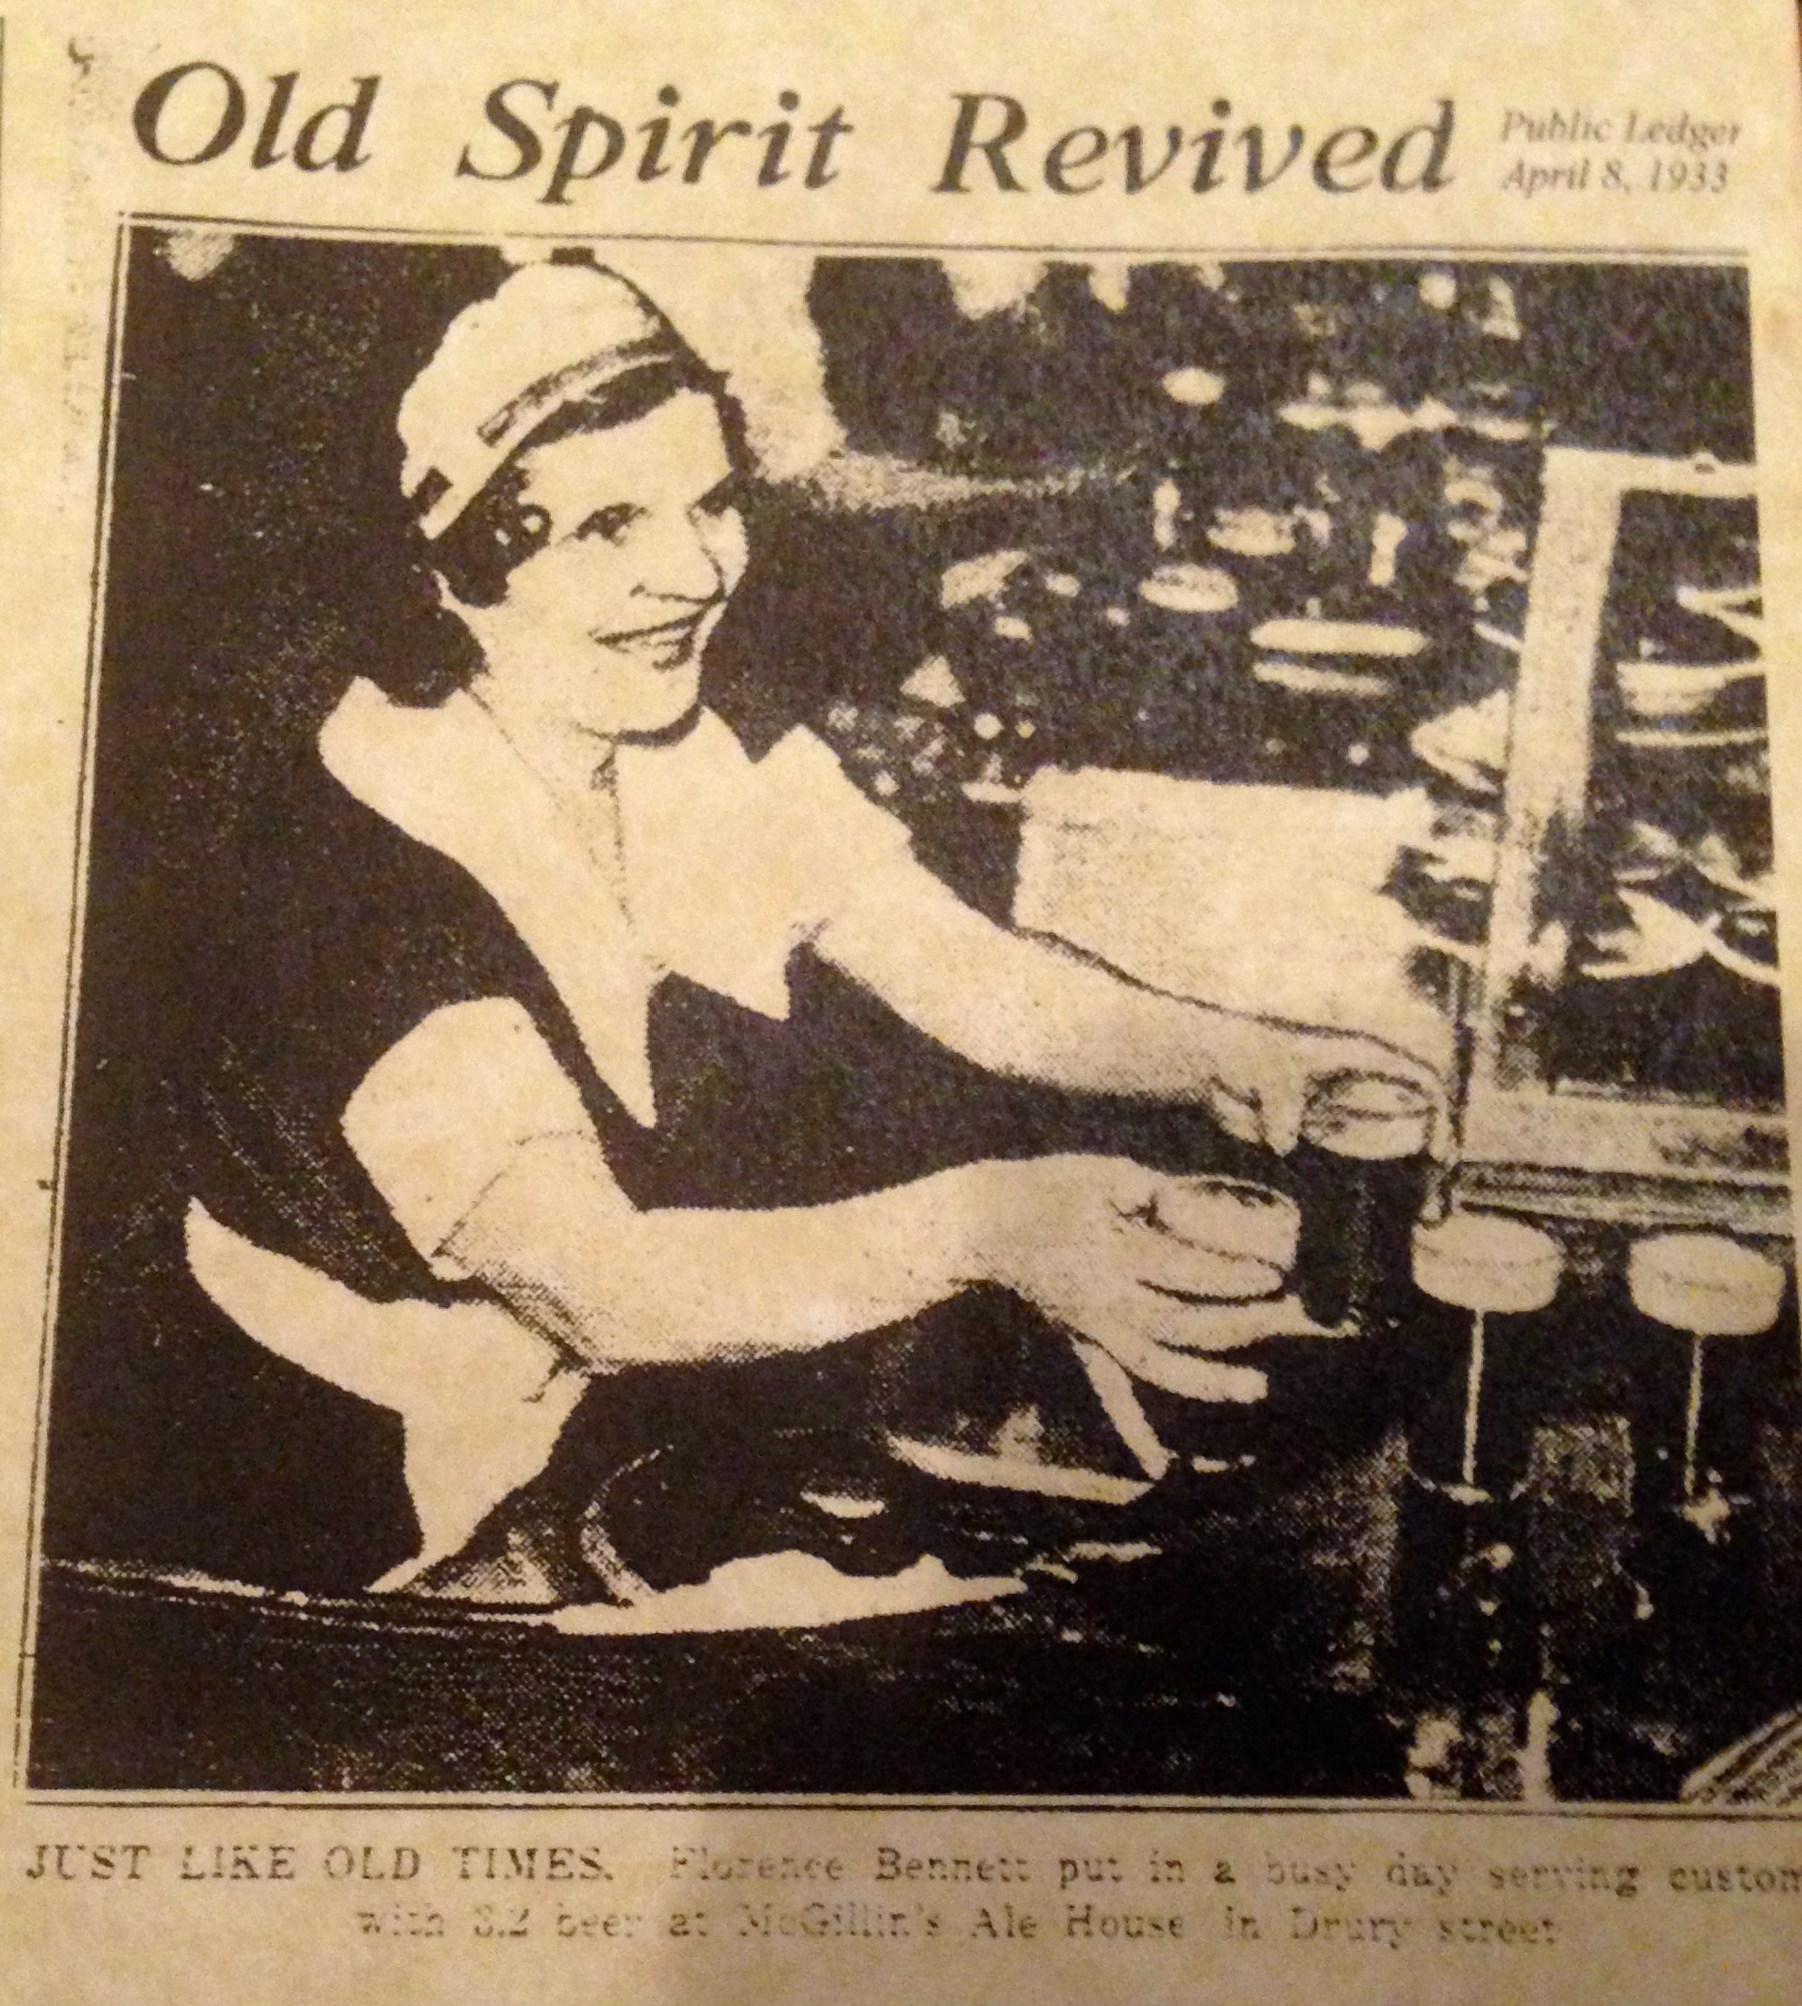 Old Spirit Revived
Public Ledger
April 8, 1933
JUST LIKE OLD TIMES. Florence Bennett put in a busy day serving custom
with 3.2 beer at McGillin's Ale House in Drury street